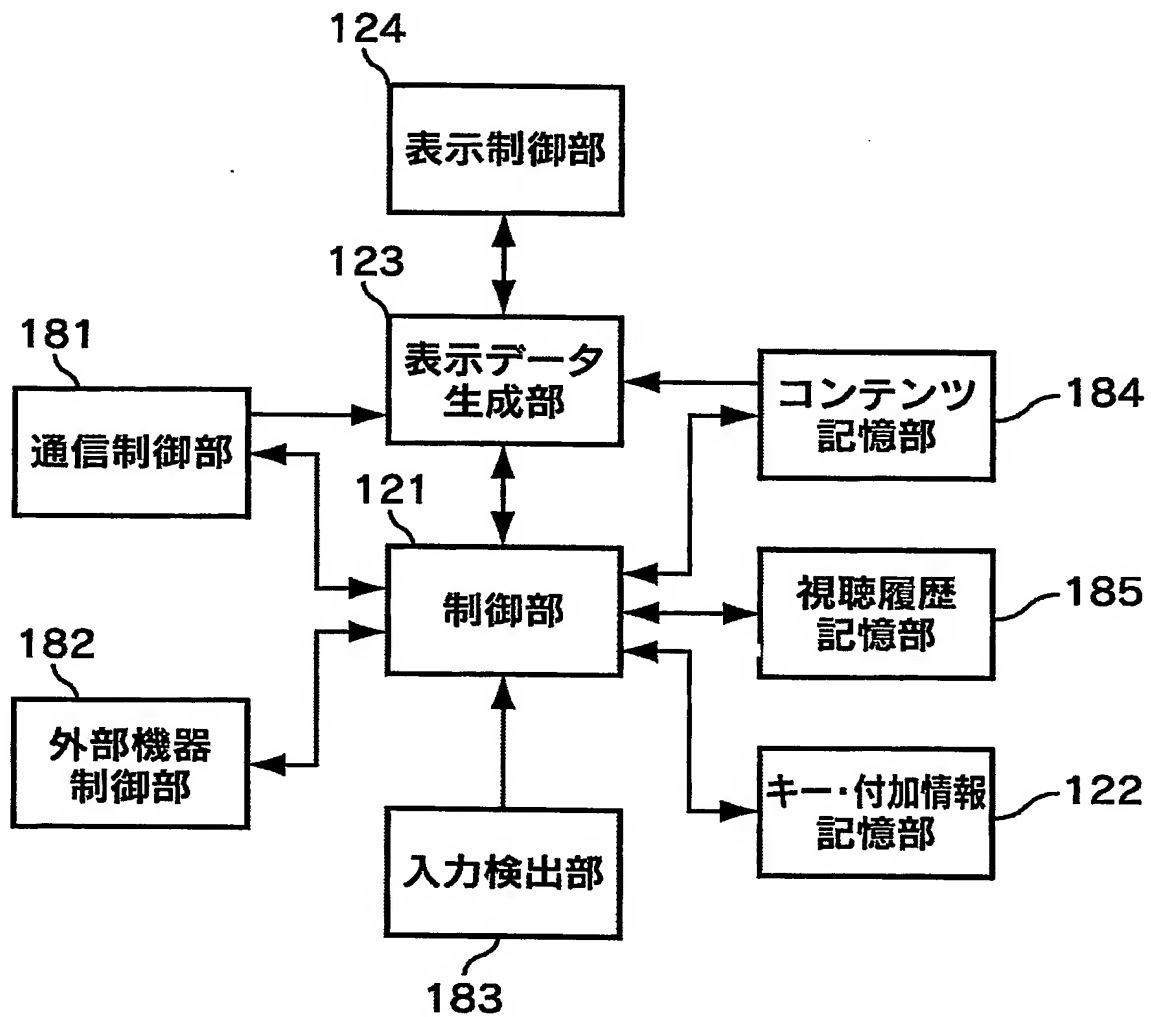 124
表示制御部
123
表示データ
生成部
181
通信制御部
コンテンツ
記憶部
184
121
制御部
視聴履歴
記憶部
185
182
外部機器
制御部
キー・付加情報
記憶部
122
入力検出部
183